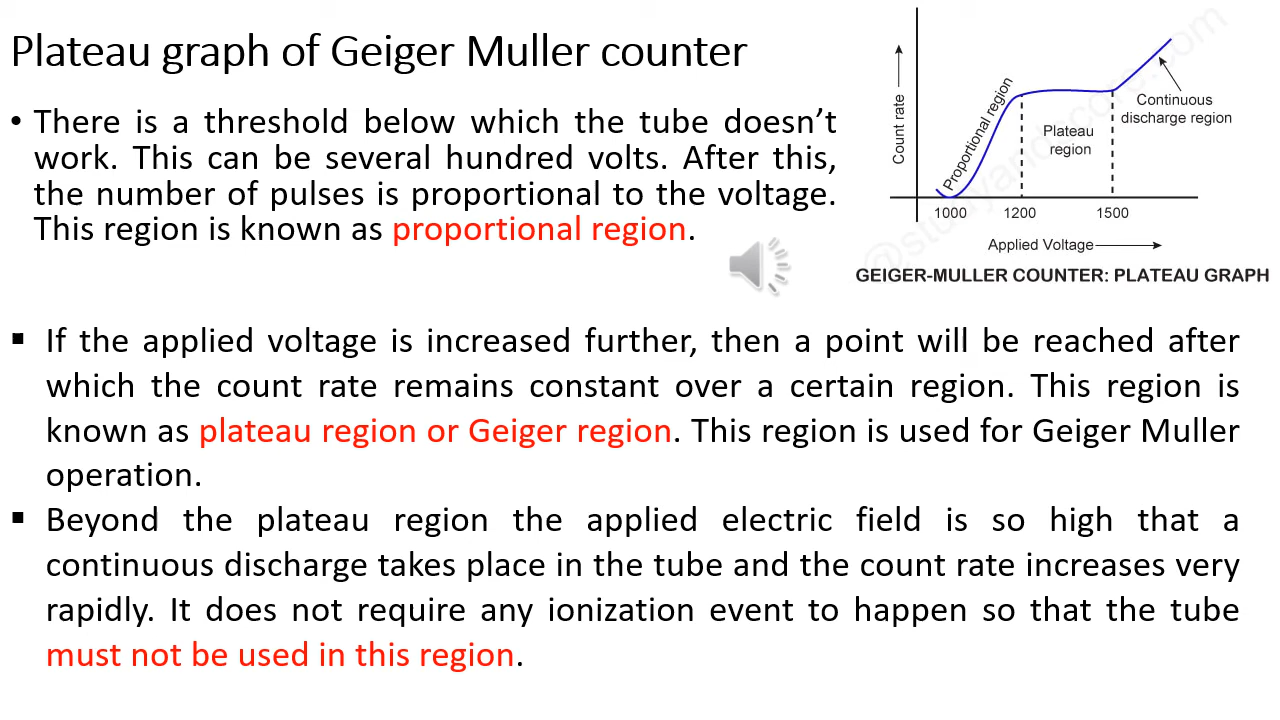 Plateau graph of Geiger Muller counter
• There is a threshold below which the tube doesn’t
work. This can be several hundred volts. After this,
the number of pulses is proportional to the voltage.
This region is known as proportional region.
Count rate
Proportional region
Plateau
region
Continuous
discharge region
1000 1200 1500
Applied Voltage
GEIGER-MULLER COUNTER: PLATEAU GRAPH
▪ If the applied voltage is increased further, then a point will be reached after
which the count rate remains constant over a certain region. This region is
known as plateau region or Geiger region. This region is used for Geiger Muller
operation.
▪ Beyond the plateau region the applied electric field is so high that a
continuous discharge takes place in the tube and the count rate increases very
rapidly. It does not require any ionization event to happen so that the tube
must not be used in this region.